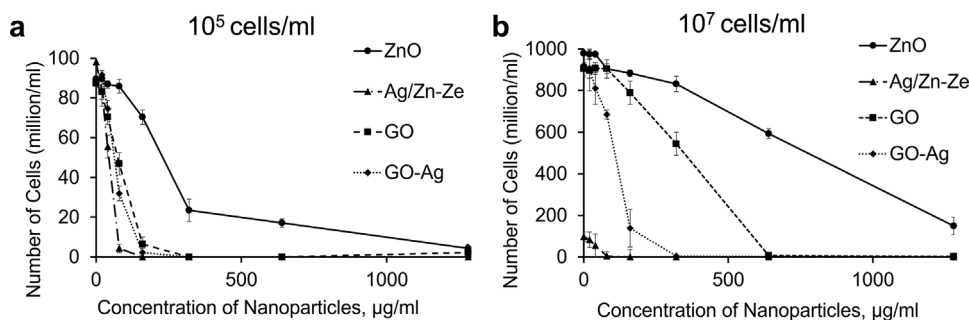 a
10⁵ cells/ml
Number of Cells (million/ml)
100
80
60
40
20
0
0
500
1000
Concentration of Nanoparticles, µg/ml
ZnO
Ag/Zn-Ze
GO
GO-Ag
b
10⁷ cells/ml
Number of Cells (million/ml)
1000
800
600
400
200
0
0
500
1000
Concentration of Nanoparticles, µg/ml
ZnO
Ag/Zn-Ze
GO
GO-Ag